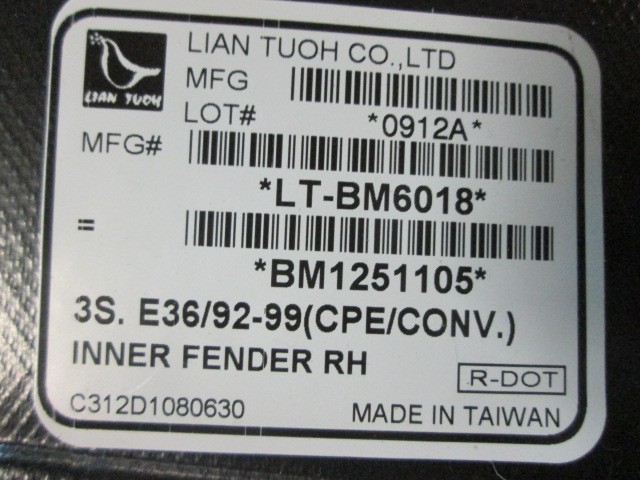 LIAN TUOH
LIAN TUOH CO.,LTD
MFG
LOT#
*0912A*
MFG#
*LT-BM6018*
=
*BM1251105*
3S. E36/92-99(CPE/CONV.)
INNER FENDER RH
R-DOT
C312D1080630
MADE IN TAIWAN